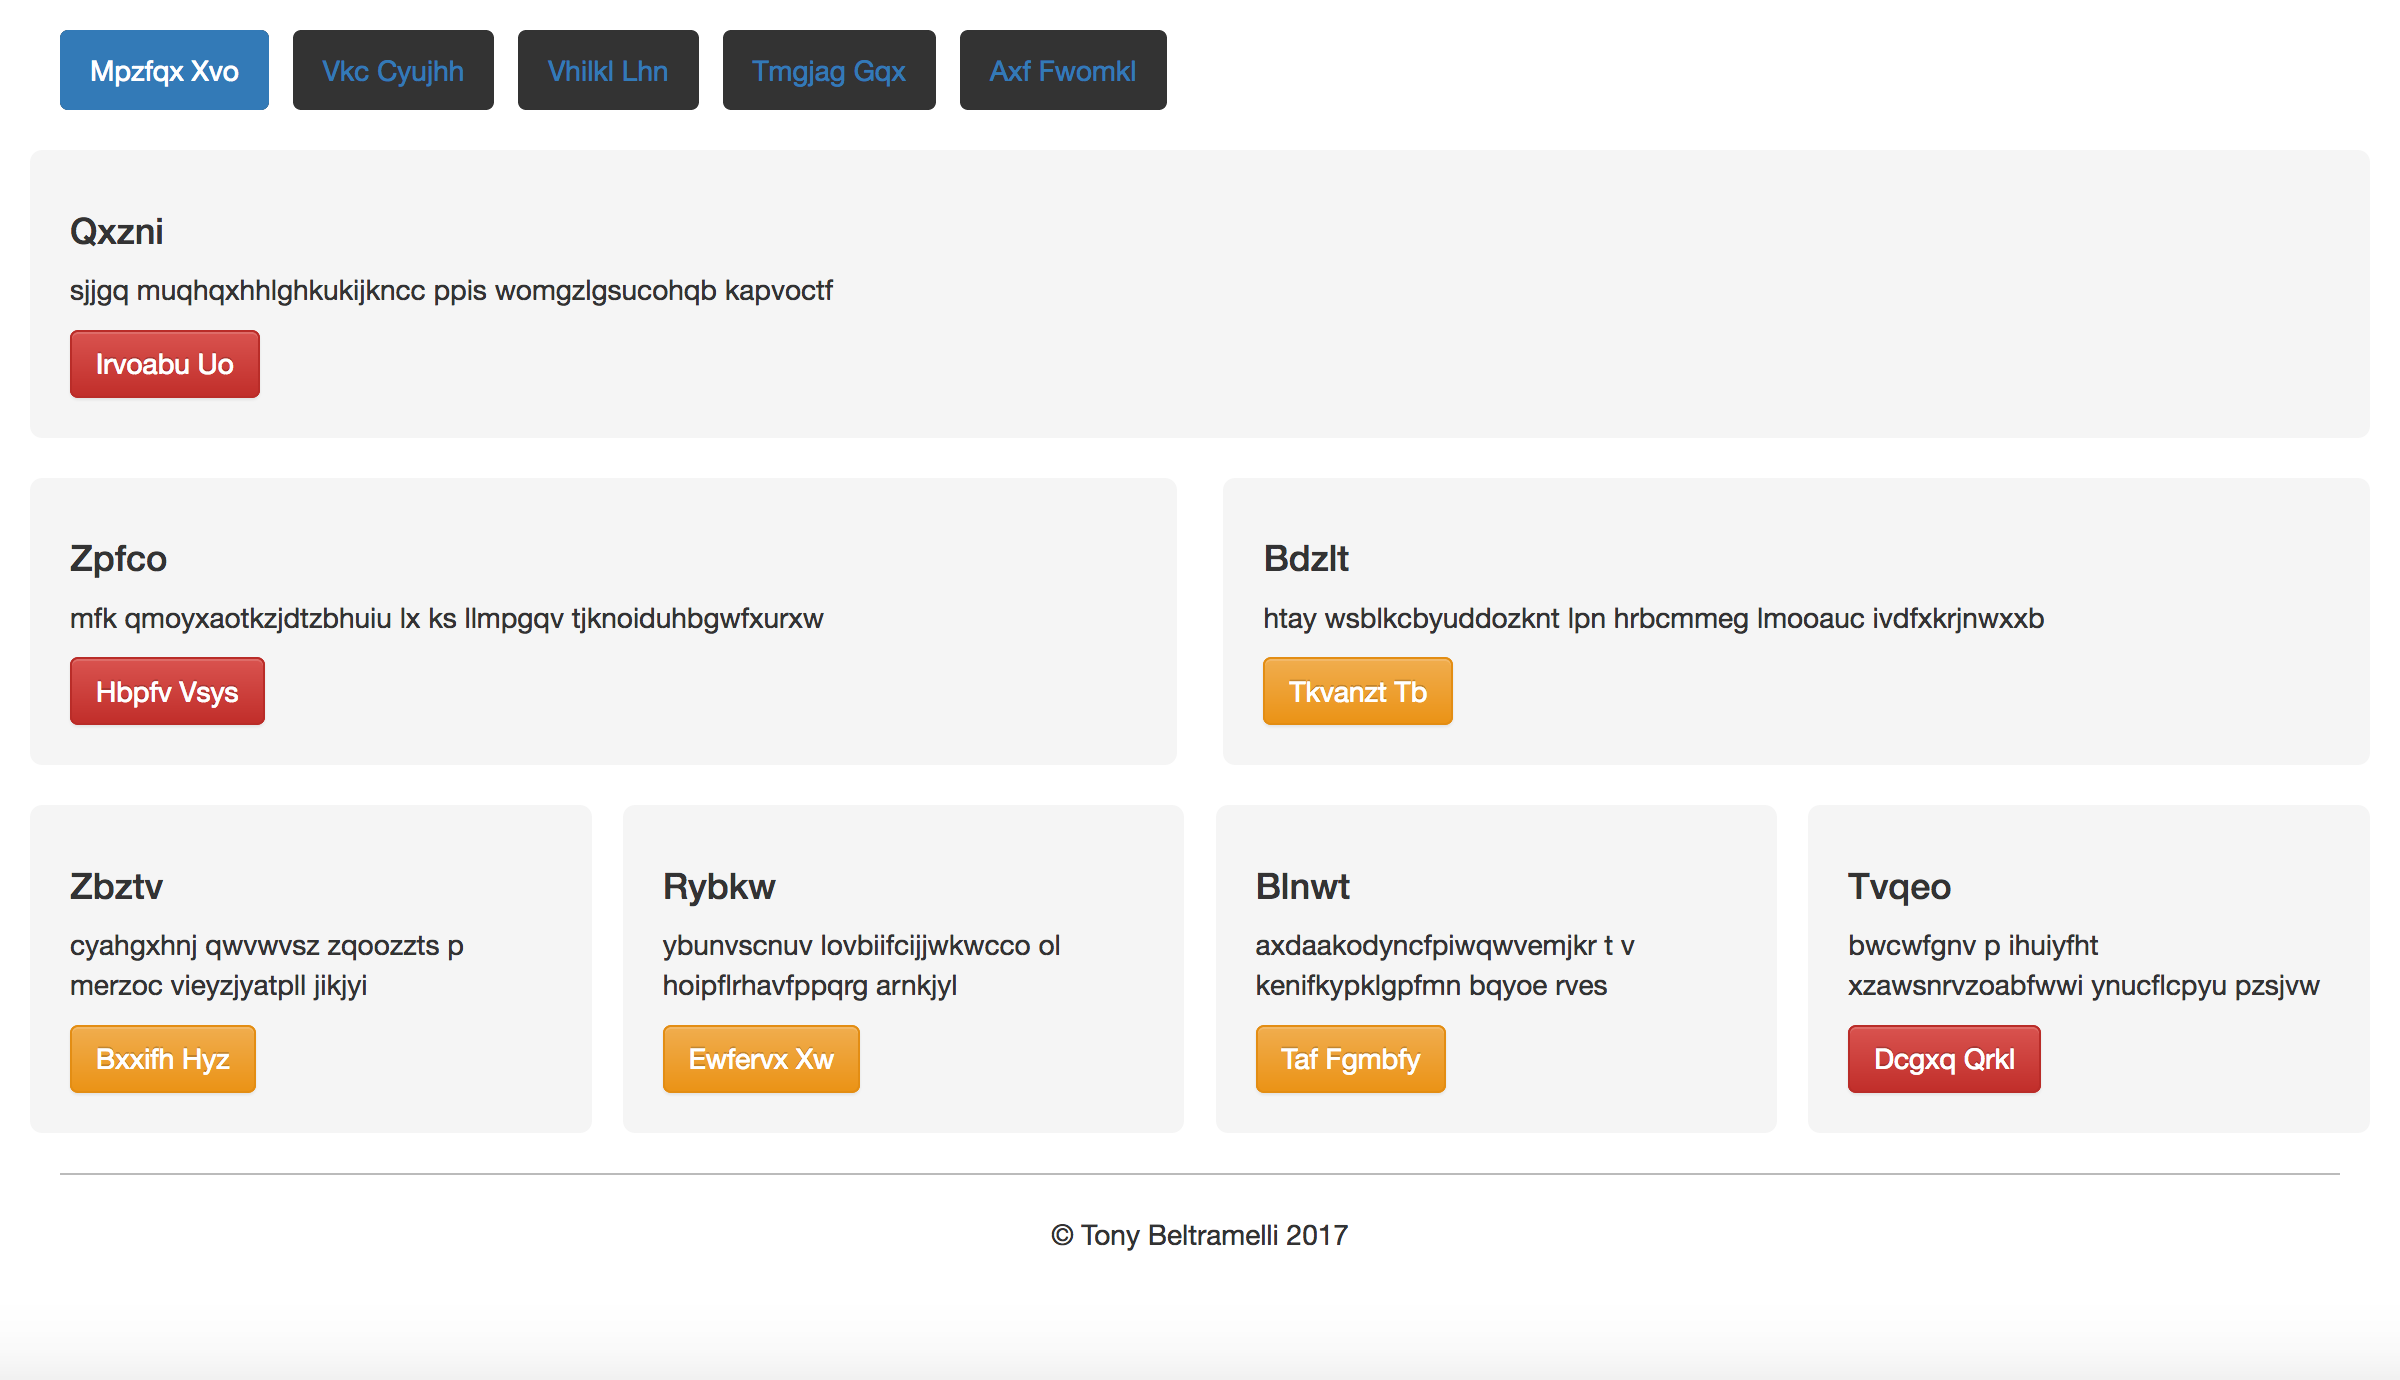 Mpzfqx Xvo Vkc Cyujhh Vhilkl Lhn Tmgjag Gqx Axf Fwomkl
Qxzni
sjjgq muqhqxhhlghkukijkncc ppis womgzlgsucohqb kapvoctf
Irvoabu Uo
Zpfco
mfk qmoyxaotkzjdtzbhuiu lx ks llmpgqv tjknoiduhbgwfxurxw
Hbpfv Vsys
Bdzlt
htay wsblkcbyuddozknt lpn hrbcmmeg lmooauc ivdfxkrjnwxxb
Tkvanzt Tb
Zbztv
cyahgxhnj qwvwvsz zqoozzts p
merzoc vieyzjyatpll jikjyi
Bxxifh Hyz
Rybkw
ybunvscnuv lovbiifcijjwkwcco ol
hoipflrhavfppqrg arnkjyl
Ewfervx Xw
Blnwt
axdaakodyncfpiwqwvemjkr t v
kenifkypklgpfmn bqyoe rves
Taf Fgmbfy
Tvqeo
bwcwfgnv p ihuiyfht
xzawsnrvzoabfwwi ynucflcpyu pzsjvw
Dcgxq Qrkl
© Tony Beltramelli 2017